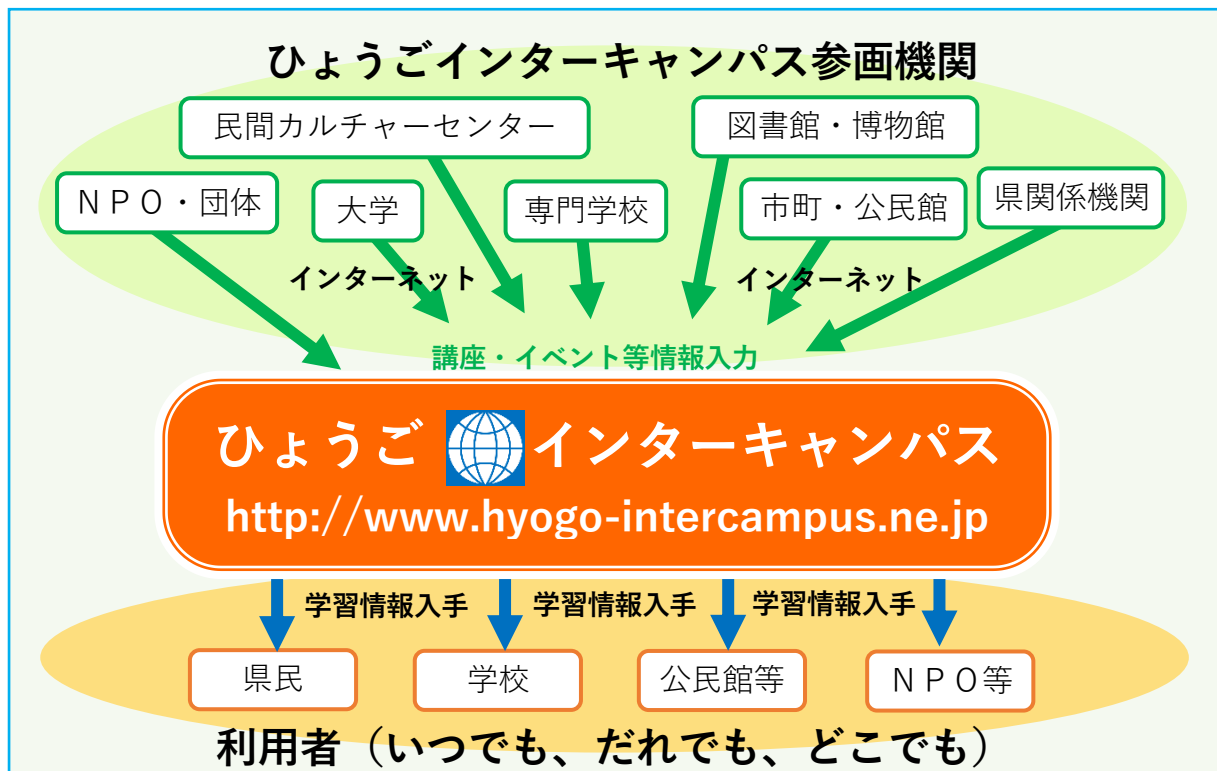 ひょうごインターキャンパス参画機関
民間カルチャーセンター
図書館・博物館
ＮＰＯ・団体
大学
専門学校
市町・公民館
県関係機関
インターネット
インターネット
講座・イベント等情報入力
ひょうご インターキャンパス
http://www.hyogo-intercampus.ne.jp
学習情報入手 学習情報入手 学習情報入手
県民
学校
公民館等
ＮＰＯ等
利用者（いつでも、だれでも、どこでも）